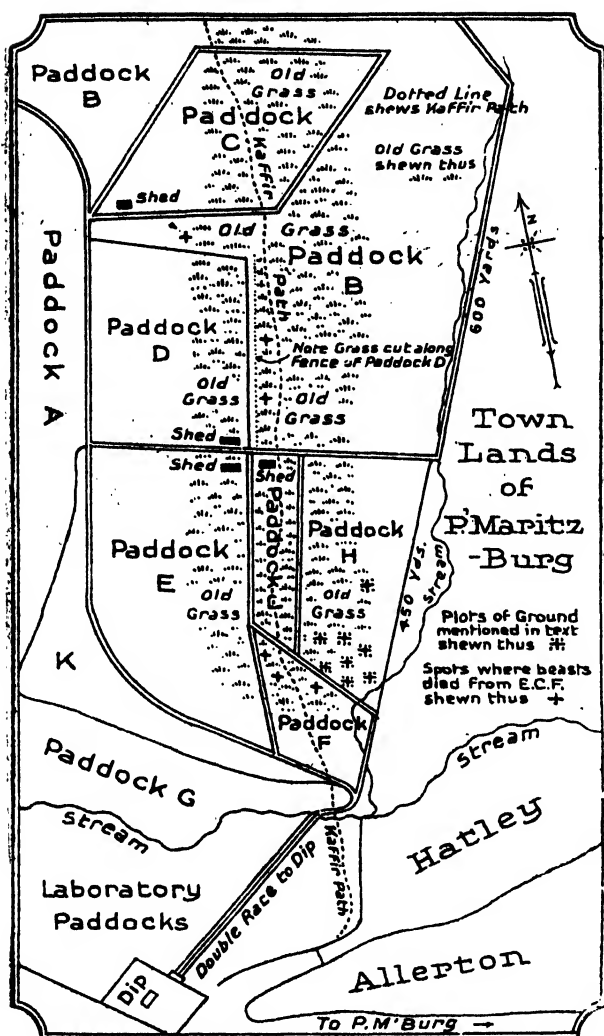 Paddock
B
Old
Grass
Paddock
C
Kaffir
Shed
Dotted Line
shews Kaffir Path
Old Grass
shewn thus
N
600 Yards
Old Grass
Paddock
B
Path
Paddock A
Paddock
D
Note Grass cut along
Fence of Paddock D
Old
Grass
Old
Grass
Shed
Shed
Shed
Town
Lands
of
P.'Maritz
-Burg
Paddock
E
Paddock J
Paddock
H
Old
Grass
Old
Grass
450 Yds.
Stream
Plots of Ground
mentioned in text
shewn thus
Spots where beasts
died from E.C.F.
shewn thus +
K
Paddock
F
Paddock G
Stream
Stream
Hatley
Laboratory
Paddocks
Double Race to Dip
Kaffir Path
Dip
Allerton
To P.M'Burg →